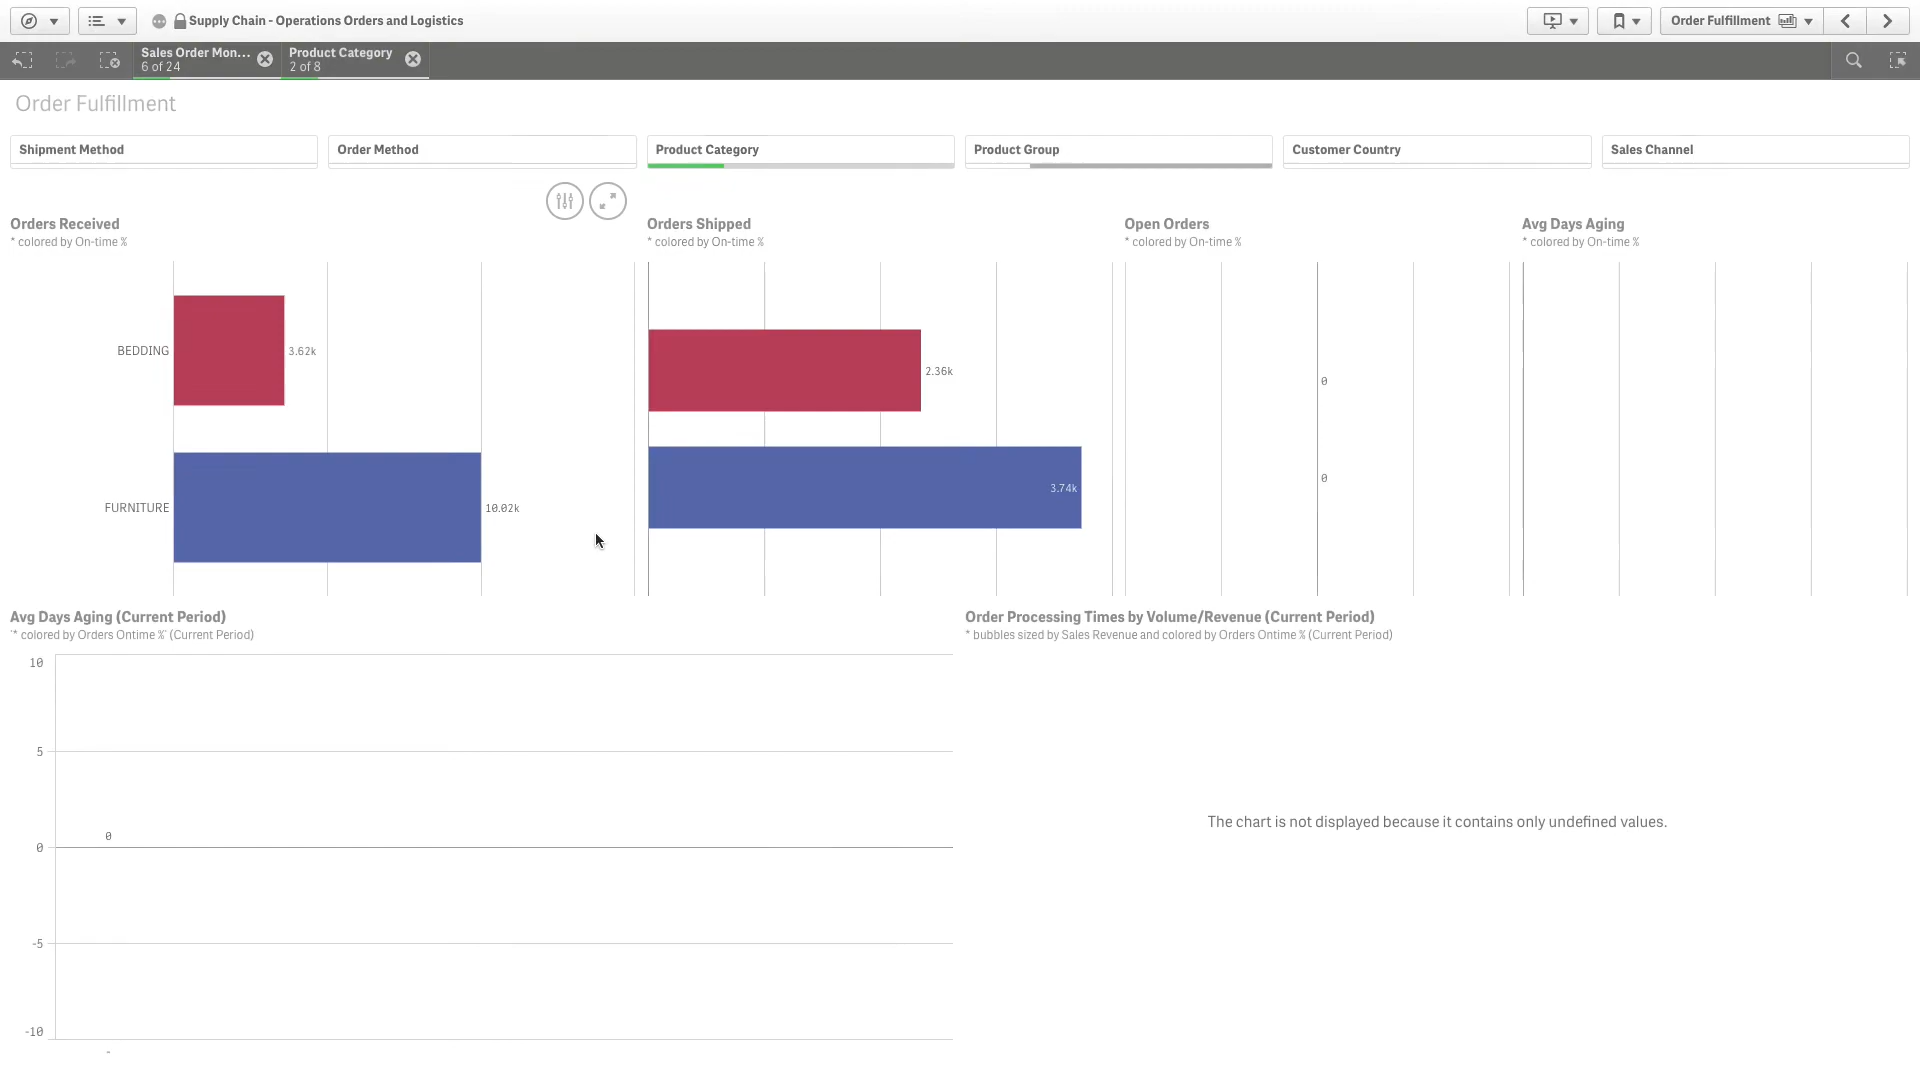 Supply Chain - Operations Orders and Logistics
Order Fulfillment
Sales Order Mon...
6 of 24
Product Category
2 of 8
Order Fulfillment
Shipment Method
Order Method
Product Category
Product Group
Customer Country
Sales Channel
Orders Received
* colored by On-time %
BEDDING
3.62k
FURNITURE
10.02k
Orders Shipped
* colored by On-time %
2.36k
3.74k
Open Orders
* colored by On-time %
0
0
Avg Days Aging
* colored by On-time %
Avg Days Aging (Current Period)
'* colored by Orders Ontime %' (Current Period)
10
5
0
0
-5
-10
-
Order Processing Times by Volume/Revenue (Current Period)
* bubbles sized by Sales Revenue and colored by Orders Ontime % (Current Period)
The chart is not displayed because it contains only undefined values.